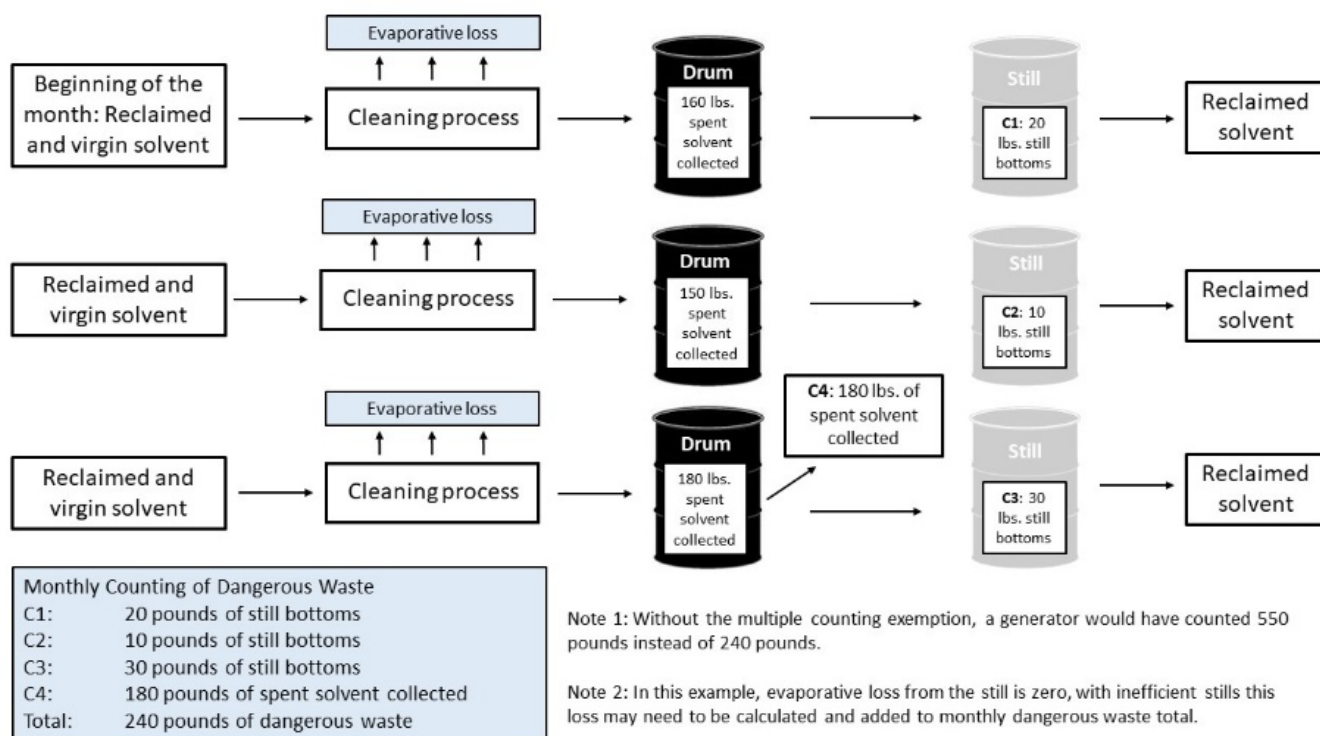 Evaporative loss
Beginning of the
month: Reclaimed
and virgin solvent
Cleaning process
Drum
160 lbs.
spent
solvent
collected
Still
C1: 20
lbs. still
bottoms
Reclaimed
solvent
Evaporative loss
Reclaimed and
virgin solvent
Cleaning process
Drum
150 lbs.
spent
solvent
collected
Still
C2: 10
lbs. still
bottoms
Reclaimed
solvent
Evaporative loss
Reclaimed and
virgin solvent
Cleaning process
Drum
180 lbs.
spent
solvent
collected
C4: 180 lbs. of
spent solvent
collected
Still
C3: 30
lbs. still
bottoms
Reclaimed
solvent
Monthly Counting of Dangerous Waste
C1: 20 pounds of still bottoms
C2: 10 pounds of still bottoms
C3: 30 pounds of still bottoms
C4: 180 pounds of spent solvent collected
Total: 240 pounds of dangerous waste
Note 1: Without the multiple counting exemption, a generator would have counted 550
pounds instead of 240 pounds.
Note 2: In this example, evaporative loss from the still is zero, with inefficient stills this
loss may need to be calculated and added to monthly dangerous waste total.